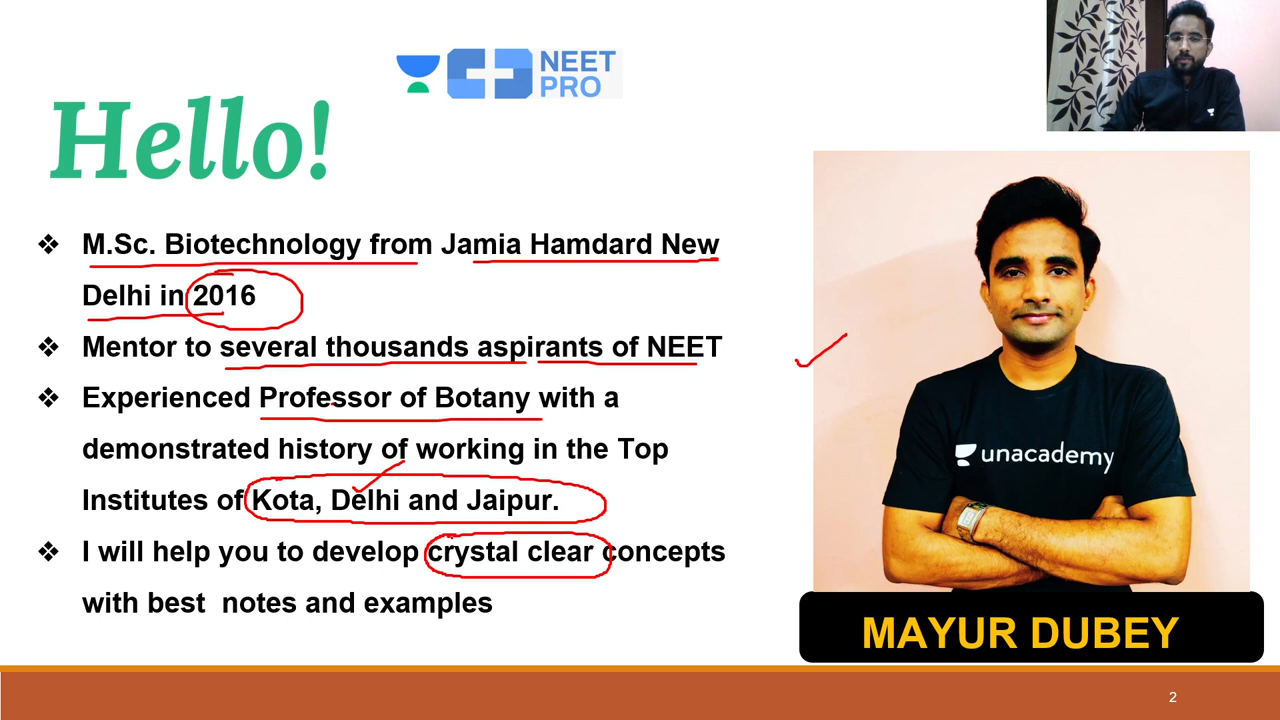 NEET
PRO
Hello!
❖ M.Sc. Biotechnology from Jamia Hamdard New
Delhi in 2016
❖ Mentor to several thousands aspirants of NEET
❖ Experienced Professor of Botany with a
demonstrated history of working in the Top
Institutes of Kota, Delhi and Jaipur.
❖ I will help you to develop crystal clear concepts
with best notes and examples
unacademy
MAYUR DUBEY
2